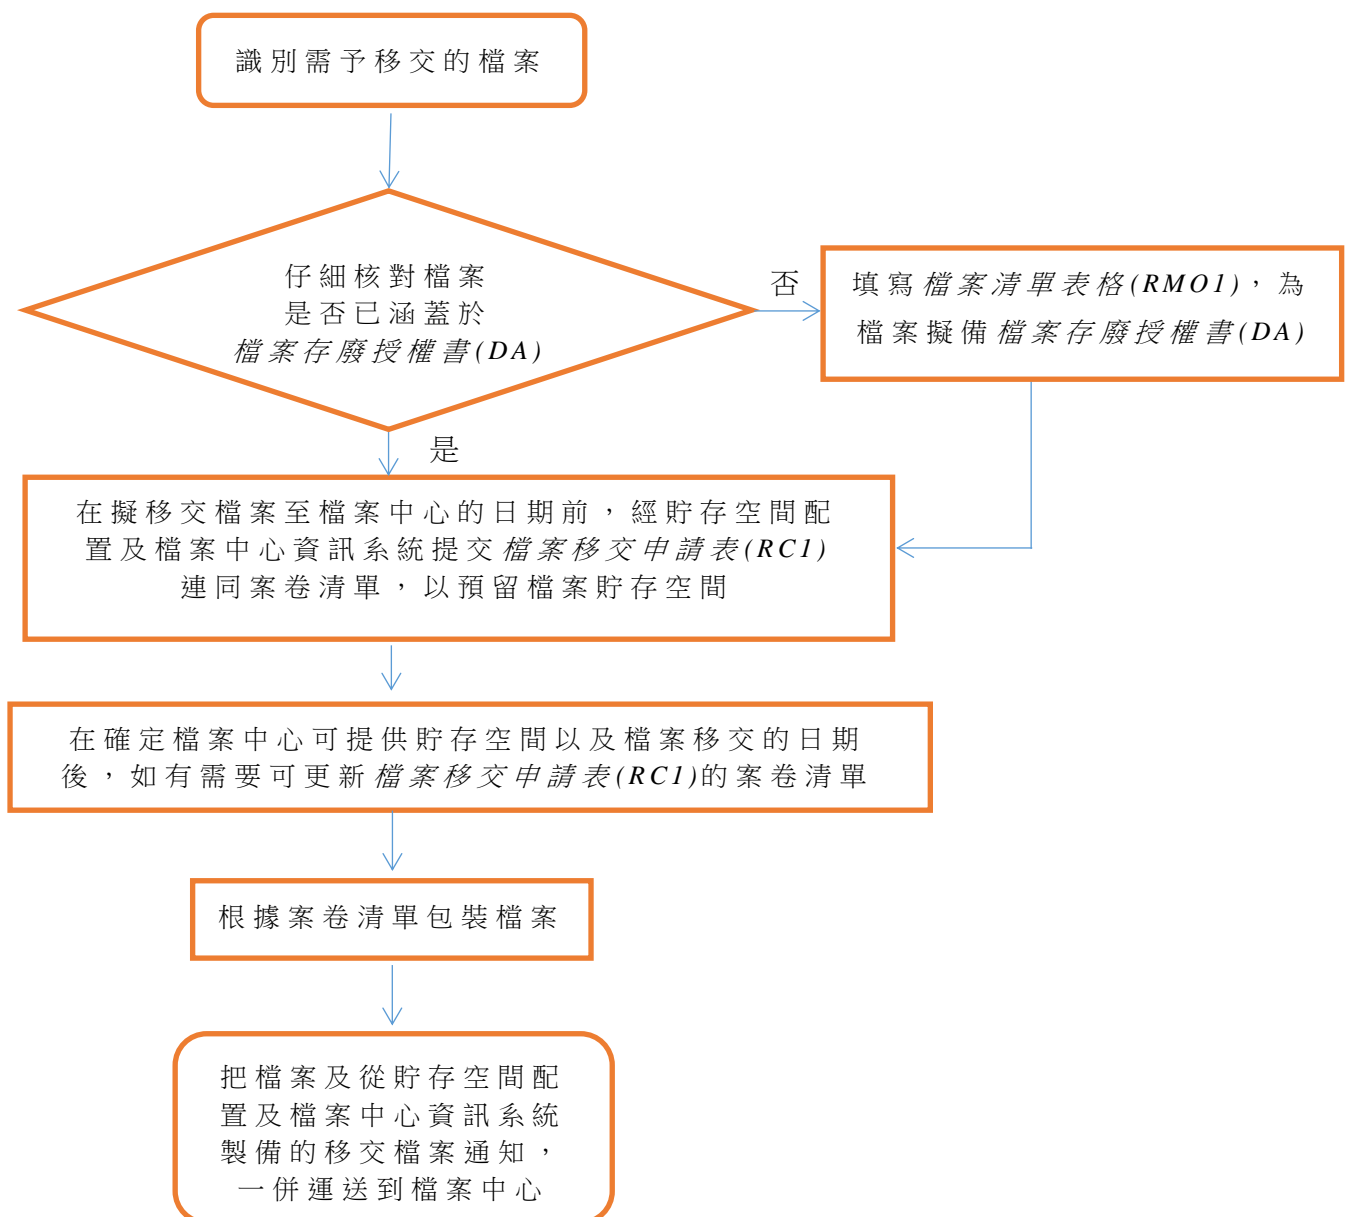 識別需予移交的檔案
仔細核對檔案
是否已涵蓋於
檔案存廢授權書(DA)
否
填寫檔案清單表格(RMO1)，為
檔案擬備檔案存廢授權書(DA)
是
在擬移交檔案至檔案中心的日期前，經貯存空間配
置及檔案中心資訊系統提交檔案移交申請表(RC1)
連同案卷清單，以預留檔案貯存空間
在確定檔案中心可提供貯存空間以及檔案移交的日期
後，如有需要可更新檔案移交申請表(RC1)的案卷清單
根據案卷清單包裝檔案
把檔案及從貯存空間配
置及檔案中心資訊系統
製備的移交檔案通知，
一併運送到檔案中心